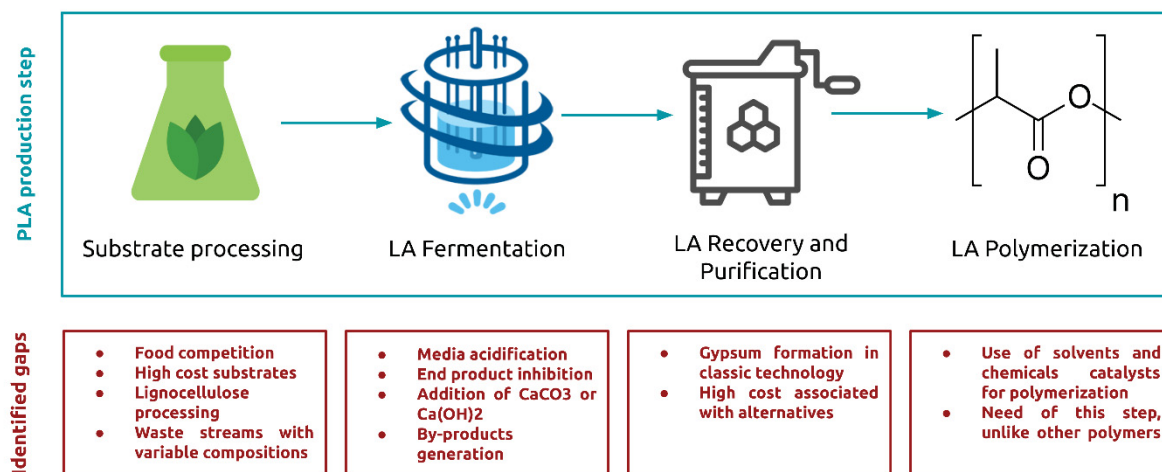 PLA production step
Substrate processing
LA Fermentation
LA Recovery and
Purification
O
O
n
LA Polymerization
Identified gaps
• Food competition
• High cost substrates
• Lignocellulose
processing
• Waste streams with
variable compositions
• Media acidification
• End product inhibition
• Addition of CaCO3 or
Ca(OH)2
• By-products
generation
• Gypsum formation in
classic technology
• High cost associated
with alternatives
• Use of solvents and
chemicals catalysts
for polymerization
• Need of this step,
unlike other polymers